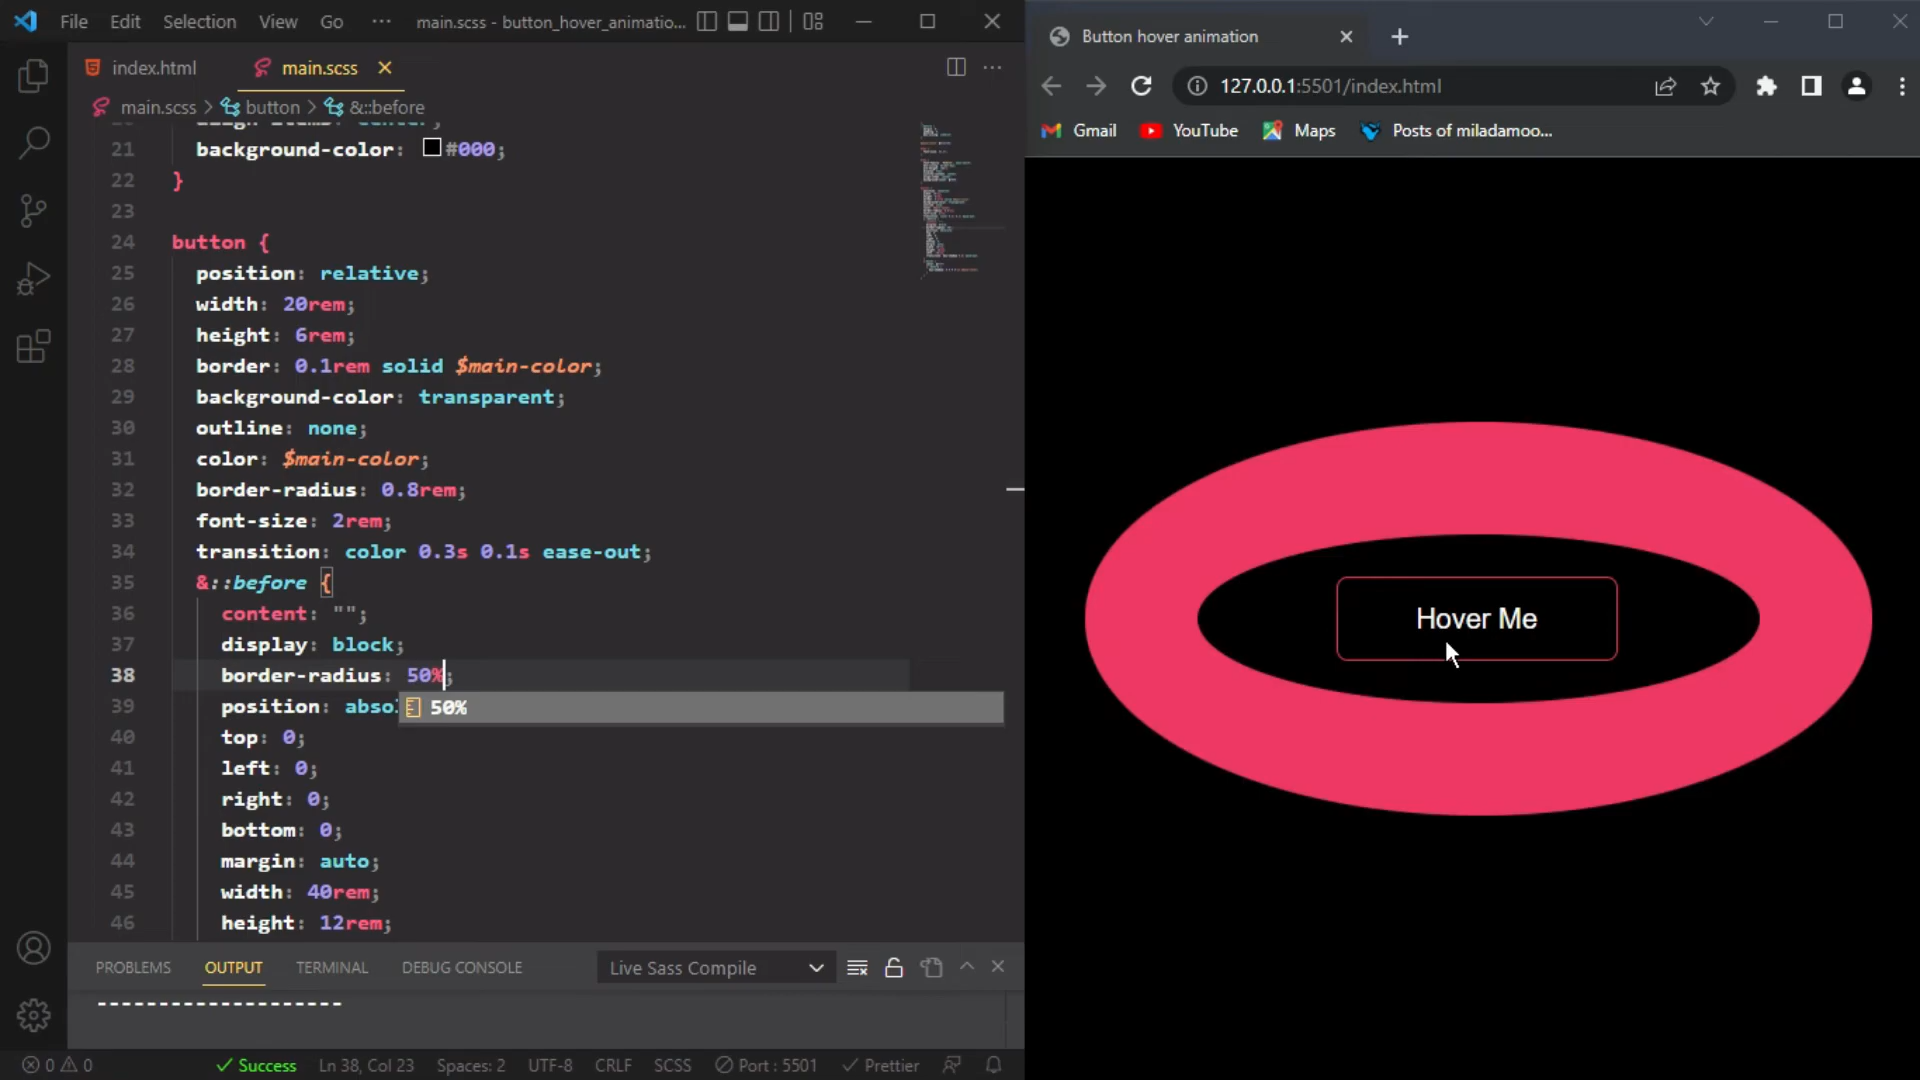 File Edit Selection View Go ··· main.scss - button_hover_animatio...
index.html main.scss
main.scss > button > &::before
21 background-color: #000;
22 }
23
24 button {
25 position: relative;
26 width: 20rem;
27 height: 6rem;
28 border: 0.1rem solid $main-color;
29 background-color: transparent;
30 outline: none;
31 color: $main-color;
32 border-radius: 0.8rem;
33 font-size: 2rem;
34 transition: color 0.3s 0.1s ease-out;
35 &::before {
36 content: "";
37 display: block;
38 border-radius: 50%;
39 position: abso
50%
40 top: 0;
41 left: 0;
42 right: 0;
43 bottom: 0;
44 margin: auto;
45 width: 40rem;
46 height: 12rem;
PROBLEMS OUTPUT TERMINAL DEBUG CONSOLE Live Sass Compile
--------------------
0 0 Success Ln 38, Col 23 Spaces: 2 UTF-8 CRLF SCSS Port : 5501 Prettier
Button hover animation
127.0.0.1:5501/index.html
Gmail YouTube Maps Posts of miladamoo...
Hover Me